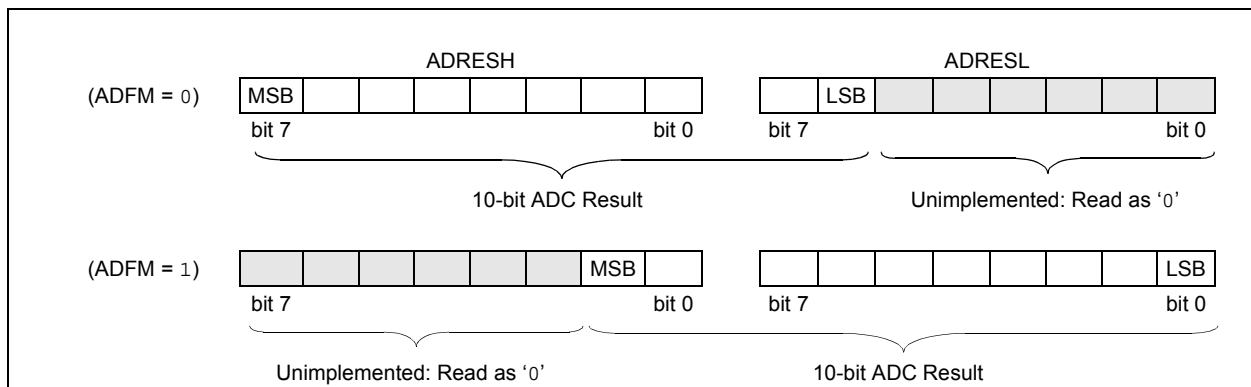 ADRESH ADRESL
(ADFM = 0) MSB LSB
bit 7 bit 0 bit 7 bit 0
10-bit ADC Result Unimplemented: Read as ‘0’
(ADFM = 1) MSB LSB
bit 7 bit 0 bit 7 bit 0
Unimplemented: Read as ‘0’ 10-bit ADC Result